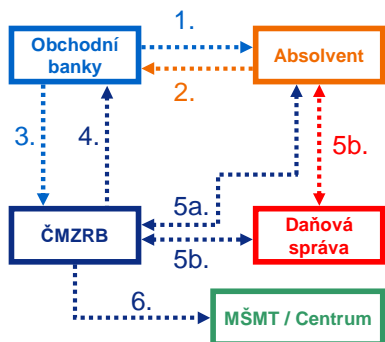 1.
Obchodní
banky
Absolvent
2.
3.
4.
5b.
5a.
ČMZRB
5b.
Daňová
správa
6.
MŠMT / Centrum